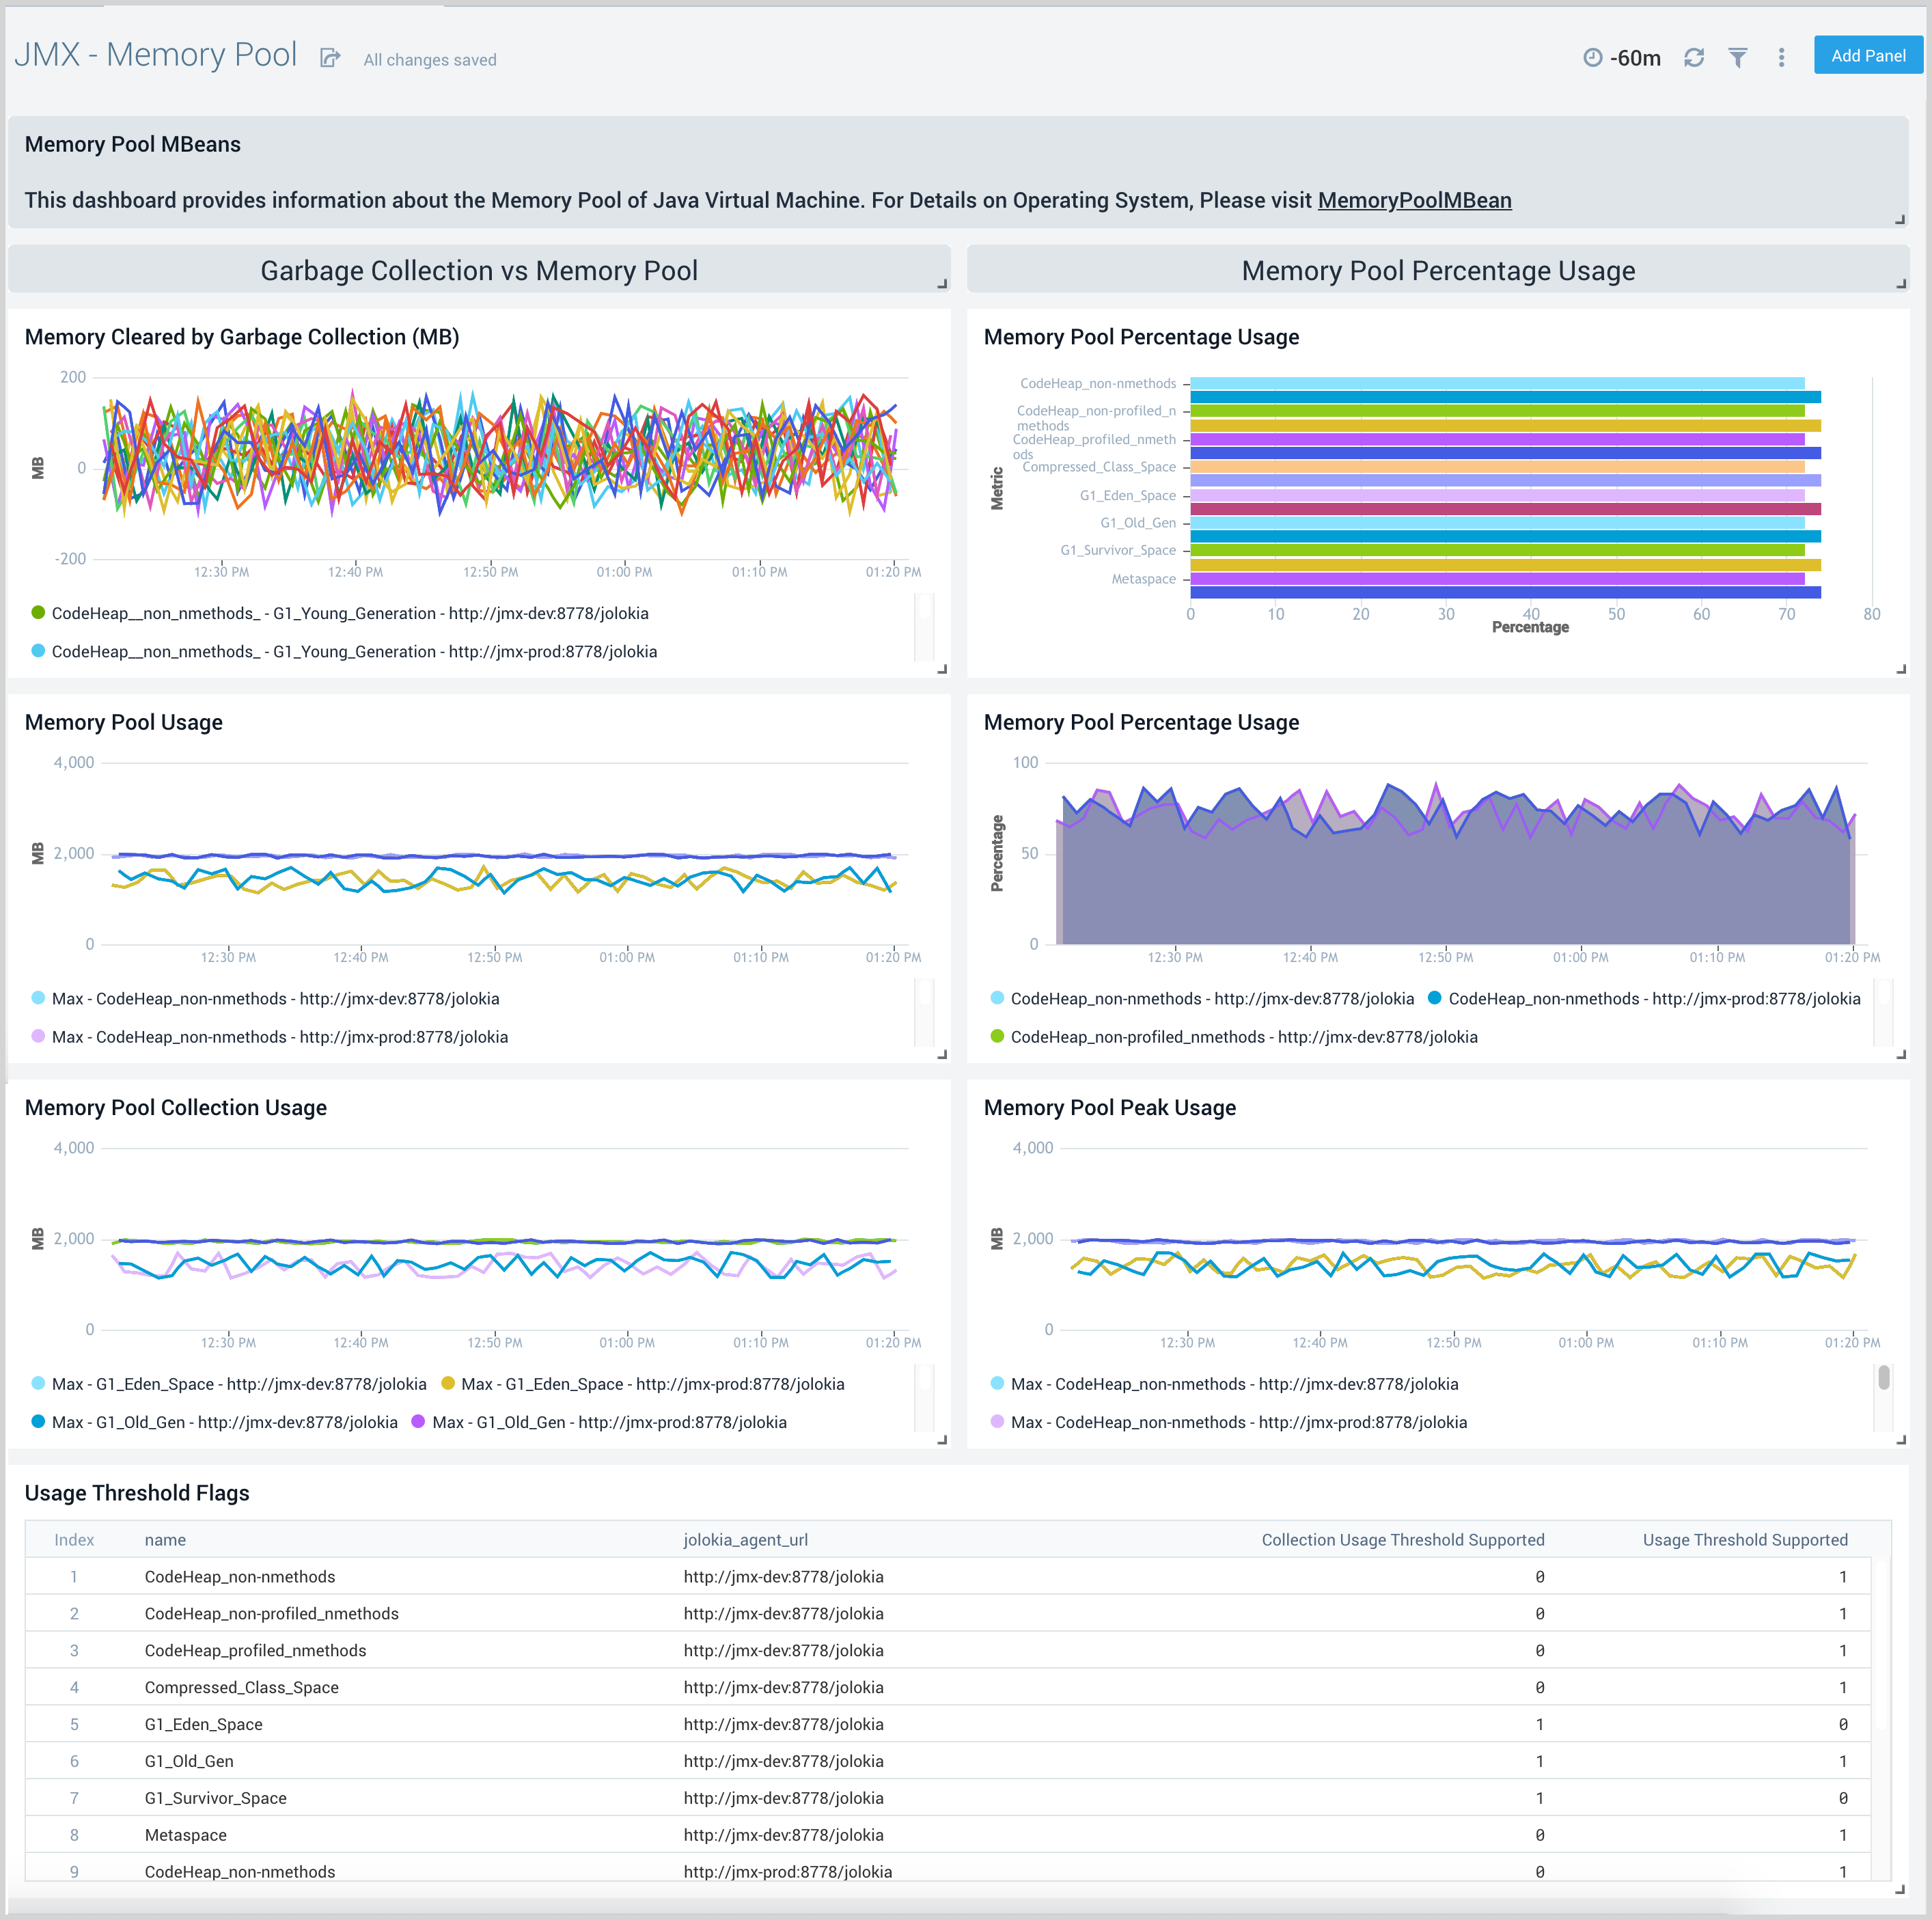 JMX - Memory Pool
All changes saved
-60m
Add Panel
Memory Pool MBeans
This dashboard provides information about the Memory Pool of Java Virtual Machine. For Details on Operating System, Please visit MemoryPoolMBean
Garbage Collection vs Memory Pool
Memory Pool Percentage Usage
Memory Cleared by Garbage Collection (MB)
MB
200
0
-200
12:30 PM 12:40 PM 12:50 PM 01:00 PM 01:10 PM 01:20 PM
CodeHeap__non_nmethods_ - G1_Young_Generation - http://jmx-dev:8778/jolokia
CodeHeap__non_nmethods_ - G1_Young_Generation - http://jmx-prod:8778/jolokia
Memory Pool Percentage Usage
Metric
CodeHeap_non-nmethods
CodeHeap_non-profiled_n
methods
CodeHeap_profiled_nmeth
ods
Compressed_Class_Space
G1_Eden_Space
G1_Old_Gen
G1_Survivor_Space
Metaspace
0 10 20 30 40 50 60 70 80
Percentage
Memory Pool Usage
MB
4,000
2,000
0
12:30 PM 12:40 PM 12:50 PM 01:00 PM 01:10 PM 01:20 PM
Max - CodeHeap_non-nmethods - http://jmx-dev:8778/jolokia
Max - CodeHeap_non-nmethods - http://jmx-prod:8778/jolokia
Memory Pool Percentage Usage
Percentage
100
50
0
12:30 PM 12:40 PM 12:50 PM 01:00 PM 01:10 PM 01:20 PM
CodeHeap_non-nmethods - http://jmx-dev:8778/jolokia CodeHeap_non-nmethods - http://jmx-prod:8778/jolokia
CodeHeap_non-profiled_nmethods - http://jmx-dev:8778/jolokia
Memory Pool Collection Usage
MB
4,000
2,000
0
12:30 PM 12:40 PM 12:50 PM 01:00 PM 01:10 PM 01:20 PM
Max - G1_Eden_Space - http://jmx-dev:8778/jolokia Max - G1_Eden_Space - http://jmx-prod:8778/jolokia
Max - G1_Old_Gen - http://jmx-dev:8778/jolokia Max - G1_Old_Gen - http://jmx-prod:8778/jolokia
Memory Pool Peak Usage
MB
4,000
2,000
0
12:30 PM 12:40 PM 12:50 PM 01:00 PM 01:10 PM 01:20 PM
Max - CodeHeap_non-nmethods - http://jmx-dev:8778/jolokia
Max - CodeHeap_non-nmethods - http://jmx-prod:8778/jolokia
Usage Threshold Flags
Index name jolokia_agent_url Collection Usage Threshold Supported Usage Threshold Supported
1 CodeHeap_non-nmethods http://jmx-dev:8778/jolokia 0 1
2 CodeHeap_non-profiled_nmethods http://jmx-dev:8778/jolokia 0 1
3 CodeHeap_profiled_nmethods http://jmx-dev:8778/jolokia 0 1
4 Compressed_Class_Space http://jmx-dev:8778/jolokia 0 1
5 G1_Eden_Space http://jmx-dev:8778/jolokia 1 0
6 G1_Old_Gen http://jmx-dev:8778/jolokia 1 1
7 G1_Survivor_Space http://jmx-dev:8778/jolokia 1 0
8 Metaspace http://jmx-dev:8778/jolokia 0 1
9 CodeHeap_non-nmethods http://jmx-prod:8778/jolokia 0 1